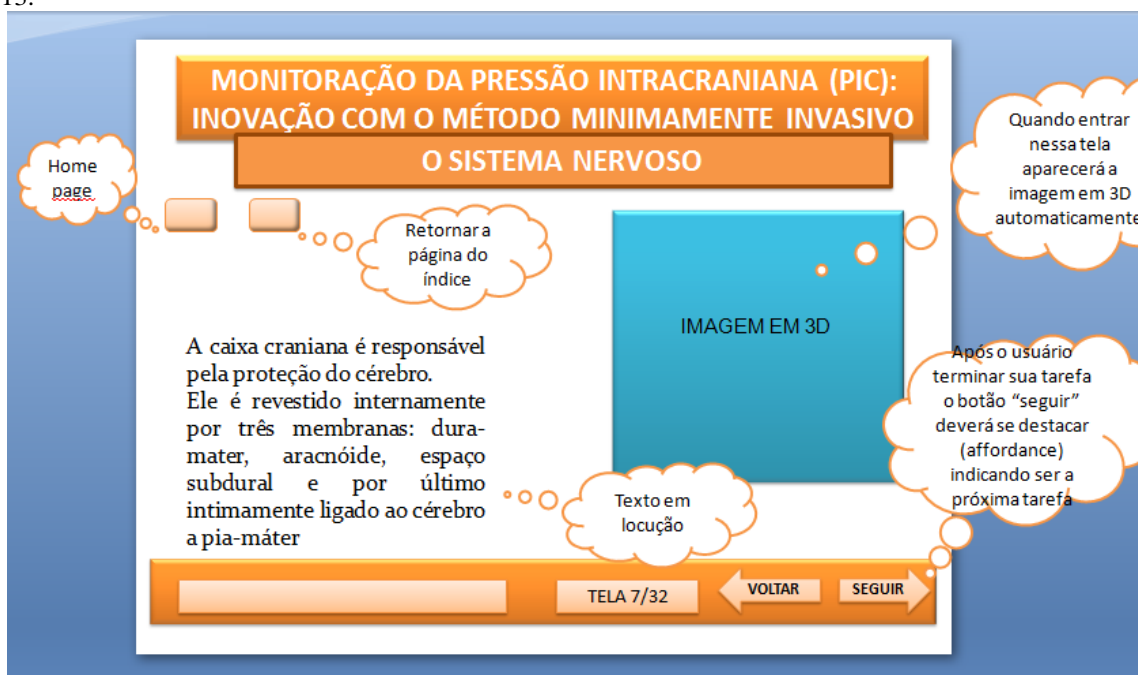 13.
MONITORAÇÃO DA PRESSÃO INTRACRANIANA (PIC):
INOVAÇÃO COM O MÉTODO MINIMAMENTE INVASIVO
O SISTEMA NERVOSO
Home
page
Retornar a
página do
índice
Quando entrar
nessa tela
aparecerá a
imagem em 3D
automaticamente
IMAGEM EM 3D
A caixa craniana é responsável
pela proteção do cérebro.
Ele é revestido internamente
por três membranas: dura-
mater, aracnóide, espaço
subdural e por último
intimamente ligado ao cérebro
a pia-máter
Após o usuário
terminar sua tarefa
o botão “seguir”
deverá se destacar
(affordance)
indicando ser a
próxima tarefa
Texto em
locução
TELA 7/32
VOLTAR
SEGUIR